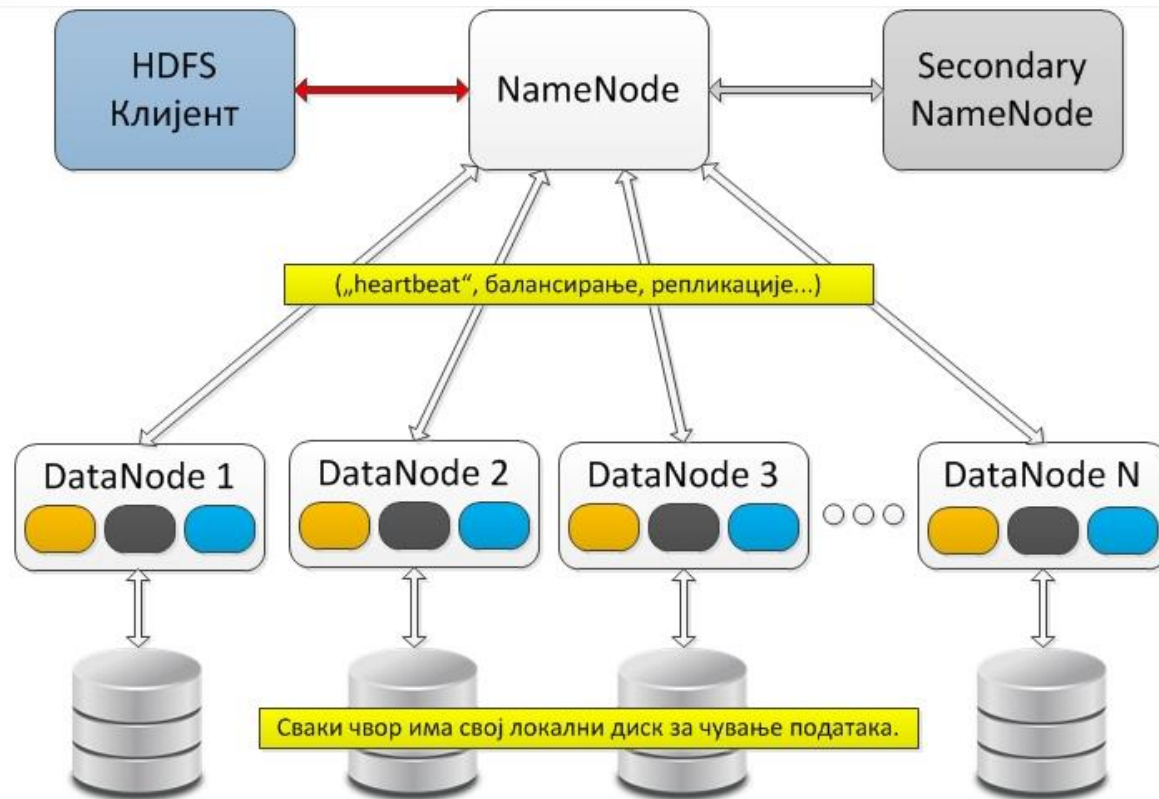 HDFS
Клијент
NameNode
Secondary
NameNode
(„heartbeat“, балансирање, репликације...)
DataNode 1
DataNode 2
DataNode 3
DataNode N
Сваки чвор има свој локални диск за чување података.